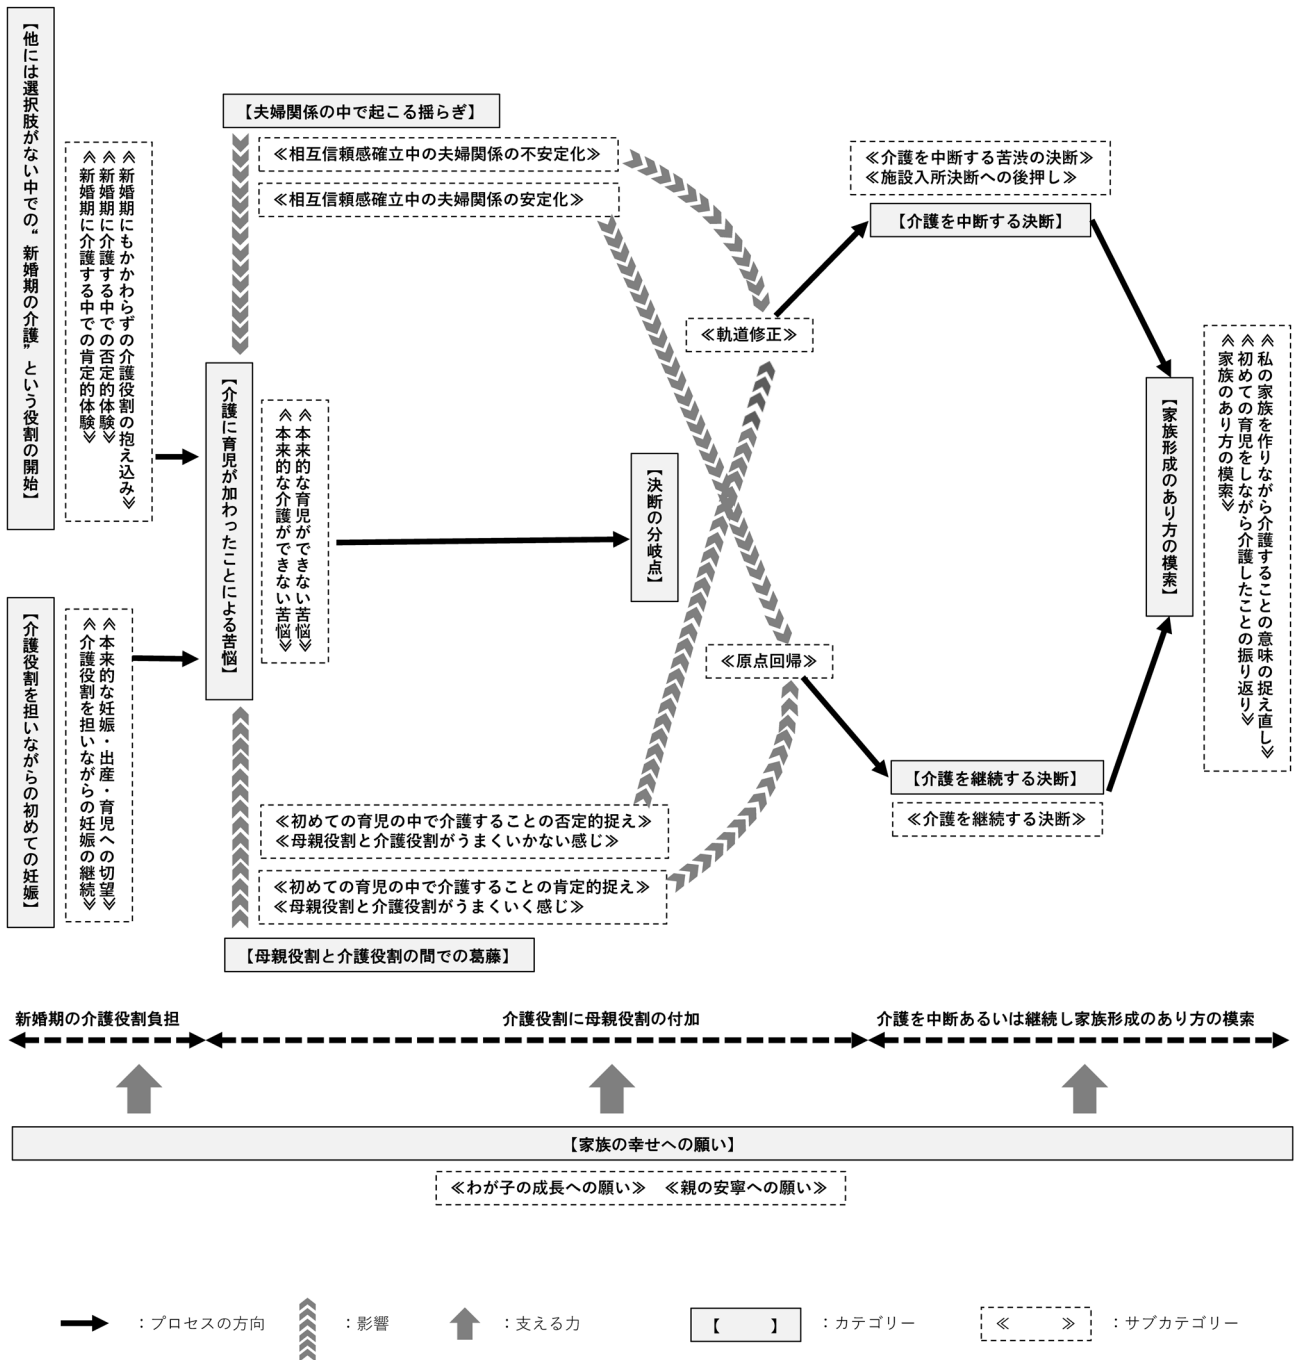 【他には選択肢がない中での“新婚期の介護”という役割の開始】
≪新婚期にもかかわらずの介護役割の抱え込み≫
≪新婚期に介護する中での否定的体験≫
≪新婚期に介護する中での肯定的体験≫
【介護役割を担いながらの初めての妊娠】
≪本来的な妊娠・出産・育児への切望≫
≪介護役割を担いながらの妊娠の継続≫
【夫婦関係の中で起こる揺らぎ】
≪相互信頼感確立中の夫婦関係の不安定化≫
≪相互信頼感確立中の夫婦関係の安定化≫
【介護に育児が加わったことによる苦悩】
≪本来的な育児ができない苦悩≫
≪本来的な介護ができない苦悩≫
≪初めての育児の中で介護することの否定的捉え≫
≪母親役割と介護役割がうまくいかない感じ≫
≪初めての育児の中で介護することの肯定的捉え≫
≪母親役割と介護役割がうまくいく感じ≫
【母親役割と介護役割の間での葛藤】
【決断の分岐点】
≪軌道修正≫
≪原点回帰≫
≪介護を中断する苦渋の決断≫
≪施設入所決断への後押し≫
【介護を中断する決断】
【介護を継続する決断】
≪介護を継続する決断≫
【家族形成のあり方の模索】
≪私の家族を作りながら介護することの意味の捉え直し≫
≪初めての育児をしながら介護したことの振り返り≫
≪家族のあり方の模索≫
新婚期の介護役割負担
介護役割に母親役割の付加
介護を中断あるいは継続し家族形成のあり方の模索
【家族の幸せへの願い】
≪わが子の成長への願い≫　≪親の安寧への願い≫
：プロセスの方向
：影響
：支える力
【　　　】
：カテゴリー
≪　　　≫
：サブカテゴリー